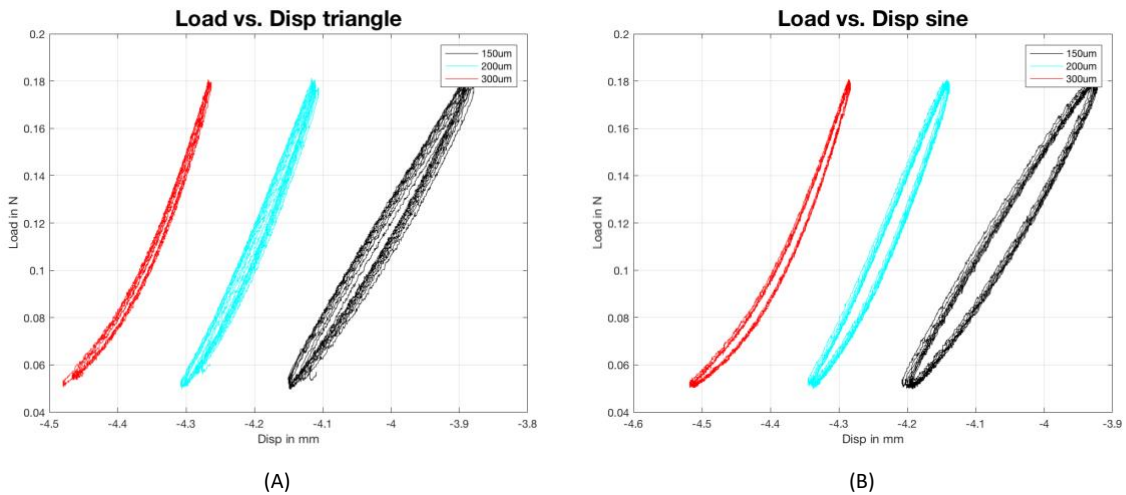 Load vs. Disp triangle
0.2
0.18
0.16
0.14
0.12
0.1
0.08
0.06
0.04
Load in N
-4.5
-4.4
-4.3
-4.2
-4.1
-4
-3.9
-3.8
Disp in mm
150um
200um
300um
(A)
Load vs. Disp sine
0.2
0.18
0.16
0.14
0.12
0.1
0.08
0.06
0.04
Load in N
-4.6
-4.5
-4.4
-4.3
-4.2
-4.1
-4
-3.9
Disp in mm
150um
200um
300um
(B)